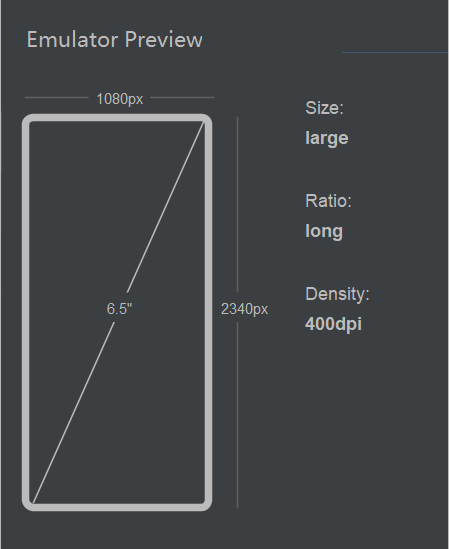 Emulator Preview
1080px
Size:
large
Ratio:
long
Density:
6.5"
2340px
400dpi